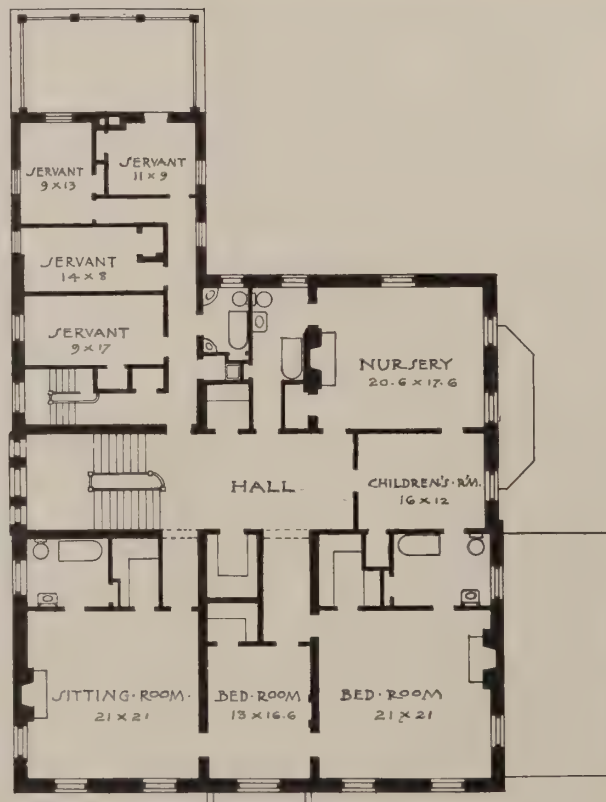 SERVANT
9 X 13
SERVANT
11 X 9
SERVANT
14 X 8
SERVANT
9 X 17
NURSERY
20.6 X 17.6
HALL
CHILDREN'S·R'M.
16 X 12
SITTING·ROOM·
21 X 21
BED·ROOM
13 X 16.6
BED·ROOM
21 X 21